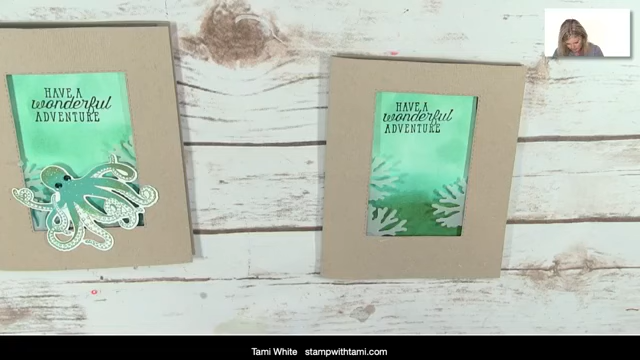 HAVE A
wonderful
ADVENTURE
HAVE A
wonderful
ADVENTURE
Tami White stampwithtami.com